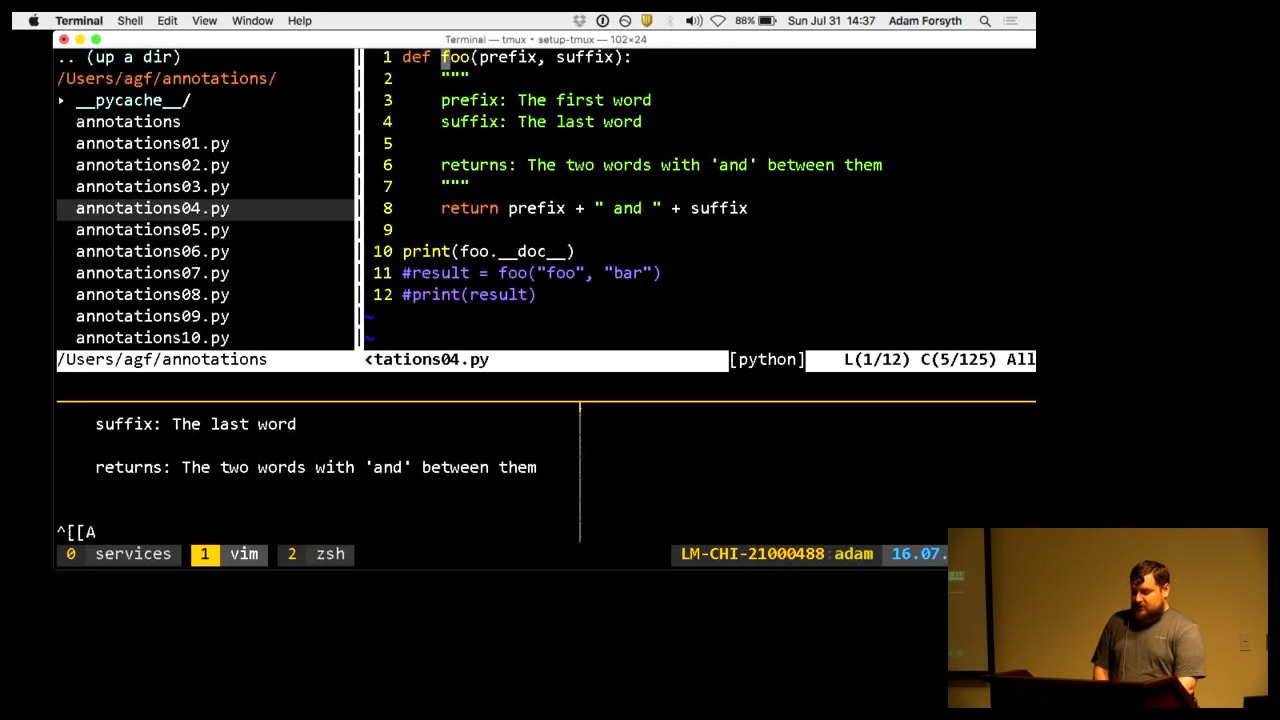 Terminal Shell Edit View Window Help 88% Sun Jul 31 14:37 Adam Forsyth
Terminal — tmux • setup-tmux — 102×24
.. (up a dir)
/Users/agf/annotations/
▸ __pycache__/
annotations
annotations01.py
annotations02.py
annotations03.py
annotations04.py
annotations05.py
annotations06.py
annotations07.py
annotations08.py
annotations09.py
annotations10.py
/Users/agf/annotations
1 def foo(prefix, suffix):
2 """
3 prefix: The first word
4 suffix: The last word
5
6 returns: The two words with 'and' between them
7 """
8 return prefix + " and " + suffix
9
10 print(foo.__doc__)
11 #result = foo("foo", "bar")
12 #print(result)
~
~
<tations04.py [python] L(1/12) C(5/125) All
suffix: The last word
returns: The two words with 'and' between them
^[[A
0 services 1 vim 2 zsh LM-CHI-21000488:adam 16.07.